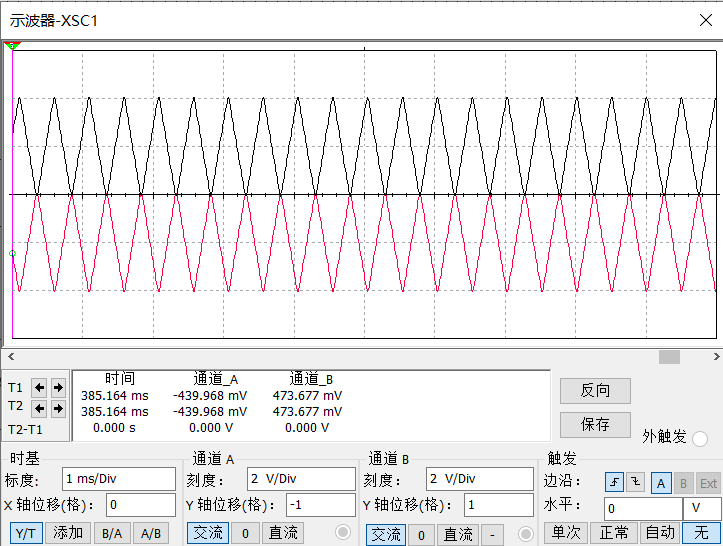 示波器-XSC1
时间 通道_A 通道_B
T1 385.164 ms -439.968 mV 473.677 mV
T2 385.164 ms -439.968 mV 473.677 mV
T2-T1 0.000 s 0.000 V 0.000 V
反向
保存
外触发
时基 通道 A 通道 B 触发
标度: 1 ms/Div 刻度: 2 V/Div 刻度: 2 V/Div 边沿: A B Ext
X 轴位移(格): 0 Y 轴位移(格): -1 Y 轴位移(格): 1 水平: 0 V
Y/T 添加 B/A A/B 交流 0 直流 交流 0 直流 - 单次 正常 自动 无